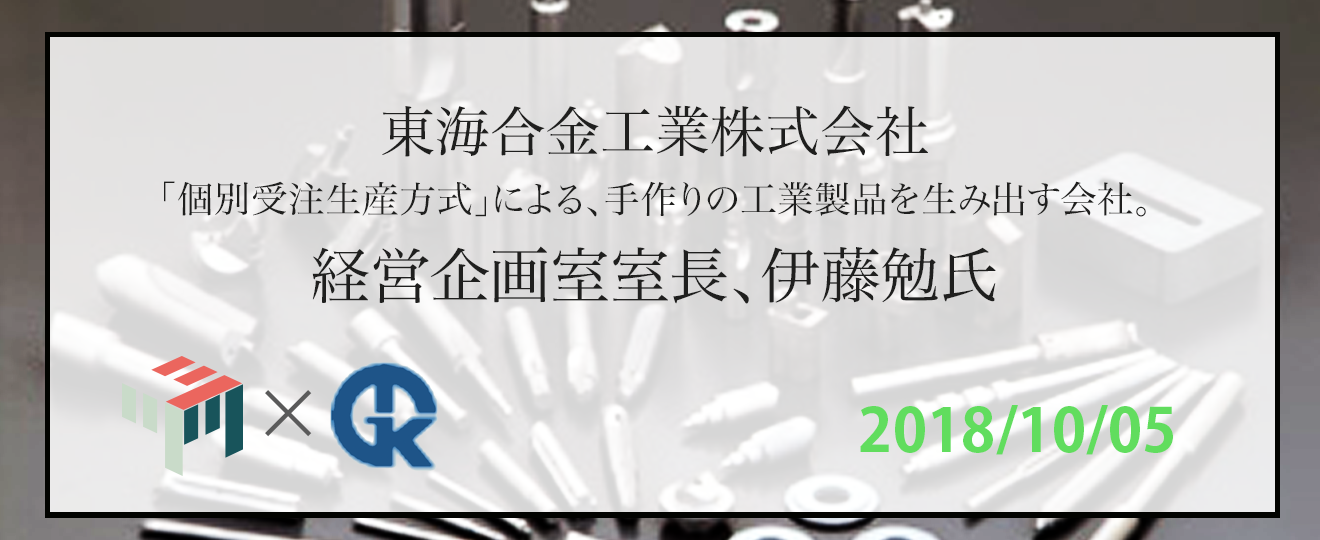 東海合金工業株式会社
「個別受注生産方式」による、手作りの工業製品を生み出す会社。
経営企画室室長、伊藤勉氏
×
TGK
2018/10/05